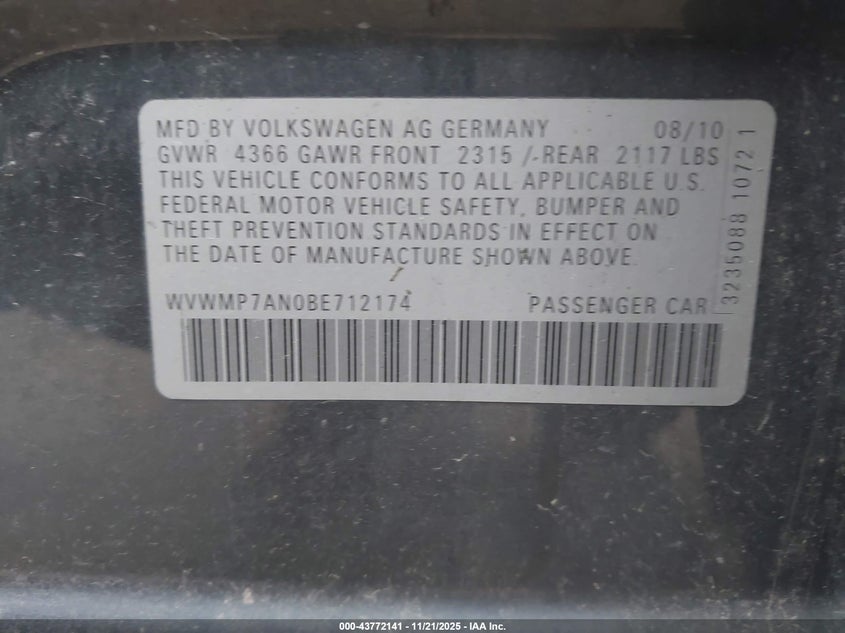 MFD BY VOLKSWAGEN AG GERMANY 08/10
GVWR 4366 GAWR FRONT 2315 /-REAR 2117 LBS
THIS VEHICLE CONFORMS TO ALL APPLICABLE U.S.
FEDERAL MOTOR VEHICLE SAFETY, BUMPER AND
THEFT PREVENTION STANDARDS IN EFFECT ON
THE DATE OF MANUFACTURE SHOWN ABOVE.
WVWMP7AN0BE712174 PASSENGER CAR
3235088 1072 1
000-43772141 - 11/21/2025 - IAA Inc.